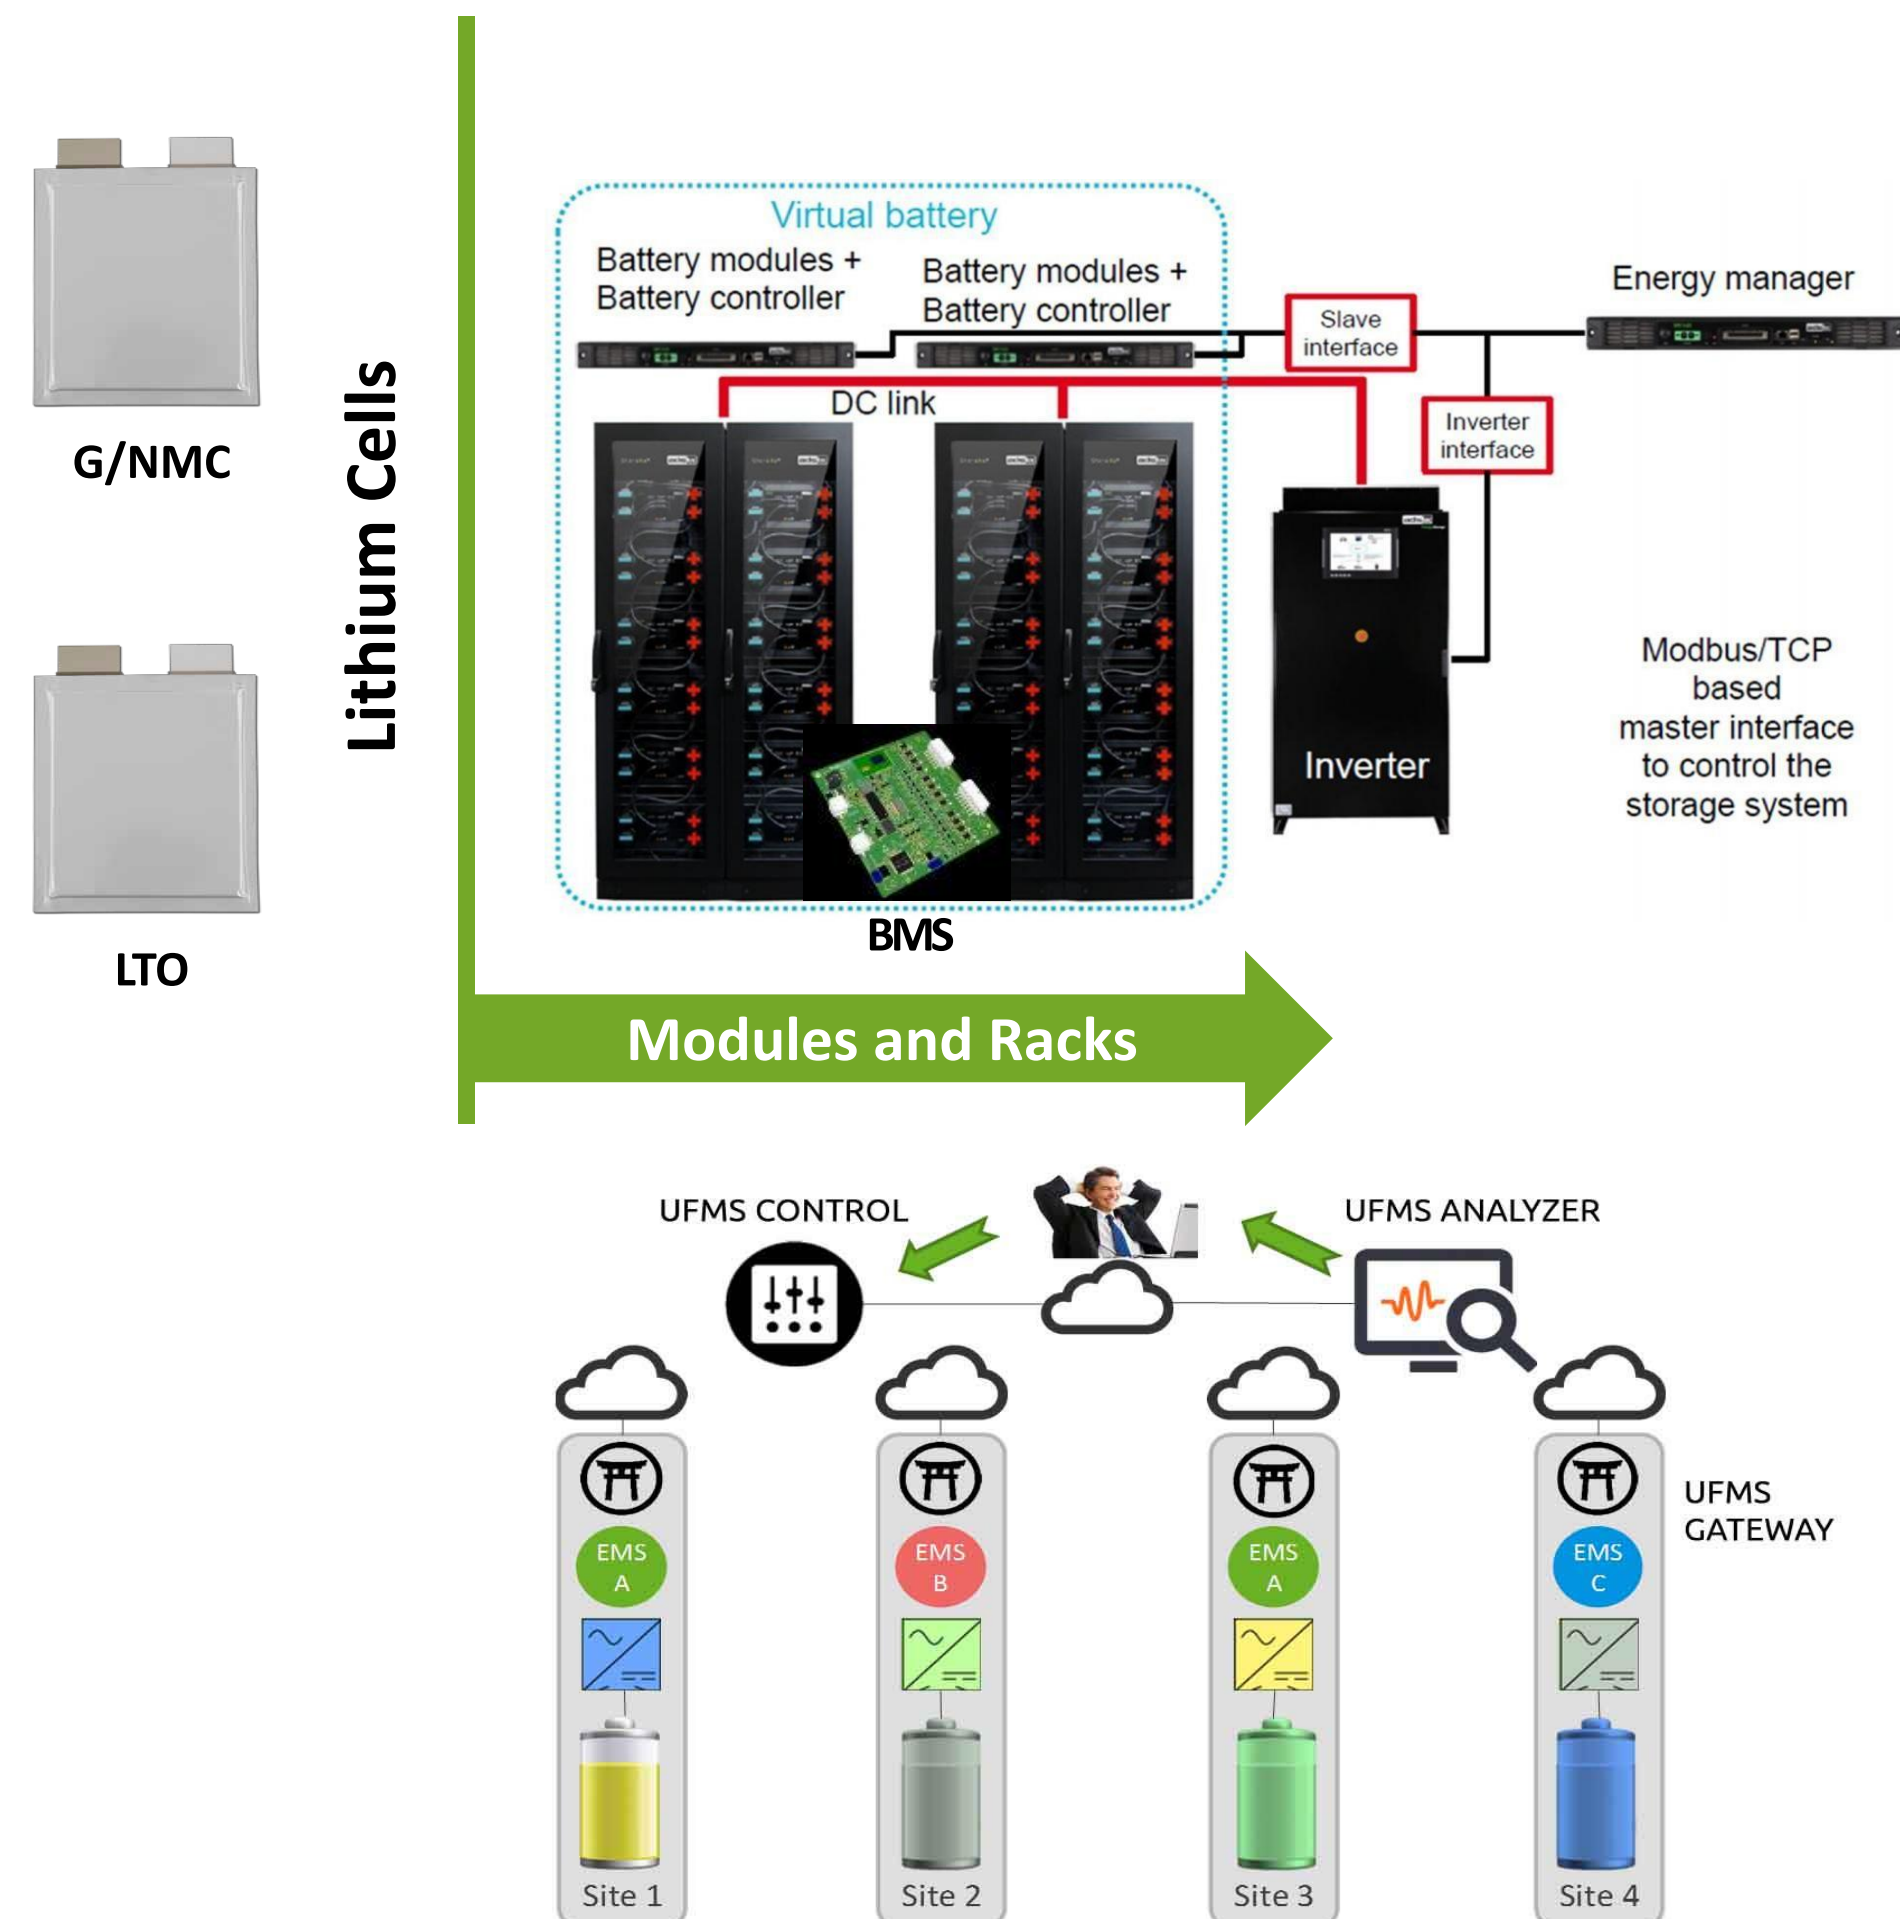 G/NMC
LTO
Lithium Cells
Virtual battery
Battery modules +
Battery controller
Battery modules +
Battery controller
DC link
Slave
interface
Energy manager
Inverter
interface
Inverter
Modbus/TCP
based
master interface
to control the
storage system
BMS
Modules and Racks
UFMS CONTROL
UFMS ANALYZER
UFMS
GATEWAY
EMS
A
EMS
B
EMS
A
EMS
C
Site 1
Site 2
Site 3
Site 4